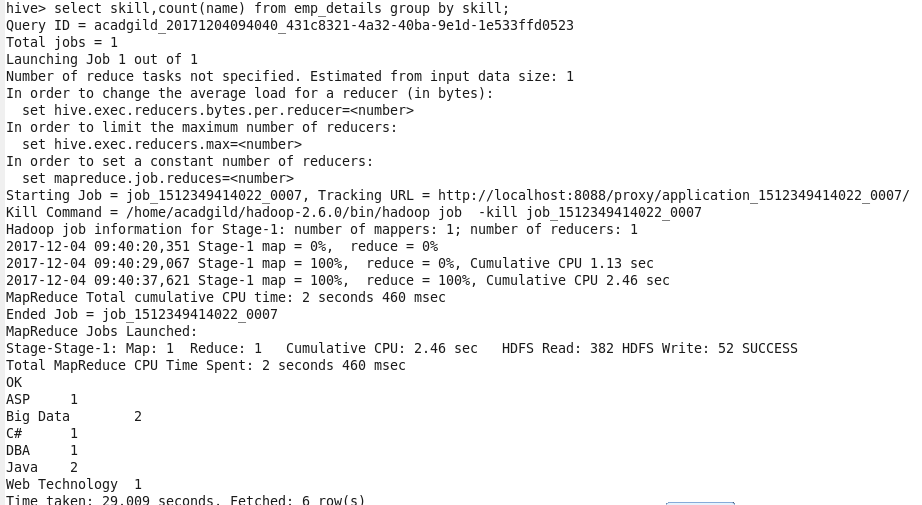 hive> select skill,count(name) from emp_details group by skill;
Query ID = acadgild_20171204094040_431c8321-4a32-40ba-9e1d-1e533ffd0523
Total jobs = 1
Launching Job 1 out of 1
Number of reduce tasks not specified. Estimated from input data size: 1
In order to change the average load for a reducer (in bytes):
  set hive.exec.reducers.bytes.per.reducer=<number>
In order to limit the maximum number of reducers:
  set hive.exec.reducers.max=<number>
In order to set a constant number of reducers:
  set mapreduce.job.reduces=<number>
Starting Job = job_1512349414022_0007, Tracking URL = http://localhost:8088/proxy/application_1512349414022_0007/
Kill Command = /home/acadgild/hadoop-2.6.0/bin/hadoop job  -kill job_1512349414022_0007
Hadoop job information for Stage-1: number of mappers: 1; number of reducers: 1
2017-12-04 09:40:20,351 Stage-1 map = 0%,  reduce = 0%
2017-12-04 09:40:29,067 Stage-1 map = 100%,  reduce = 0%, Cumulative CPU 1.13 sec
2017-12-04 09:40:37,621 Stage-1 map = 100%,  reduce = 100%, Cumulative CPU 2.46 sec
MapReduce Total cumulative CPU time: 2 seconds 460 msec
Ended Job = job_1512349414022_0007
MapReduce Jobs Launched:
Stage-Stage-1: Map: 1  Reduce: 1   Cumulative CPU: 2.46 sec   HDFS Read: 382 HDFS Write: 52 SUCCESS
Total MapReduce CPU Time Spent: 2 seconds 460 msec
OK
ASP     1
Big Data        2
C#      1
DBA     1
Java    2
Web Technology  1
Time taken: 29.009 seconds, Fetched: 6 row(s)